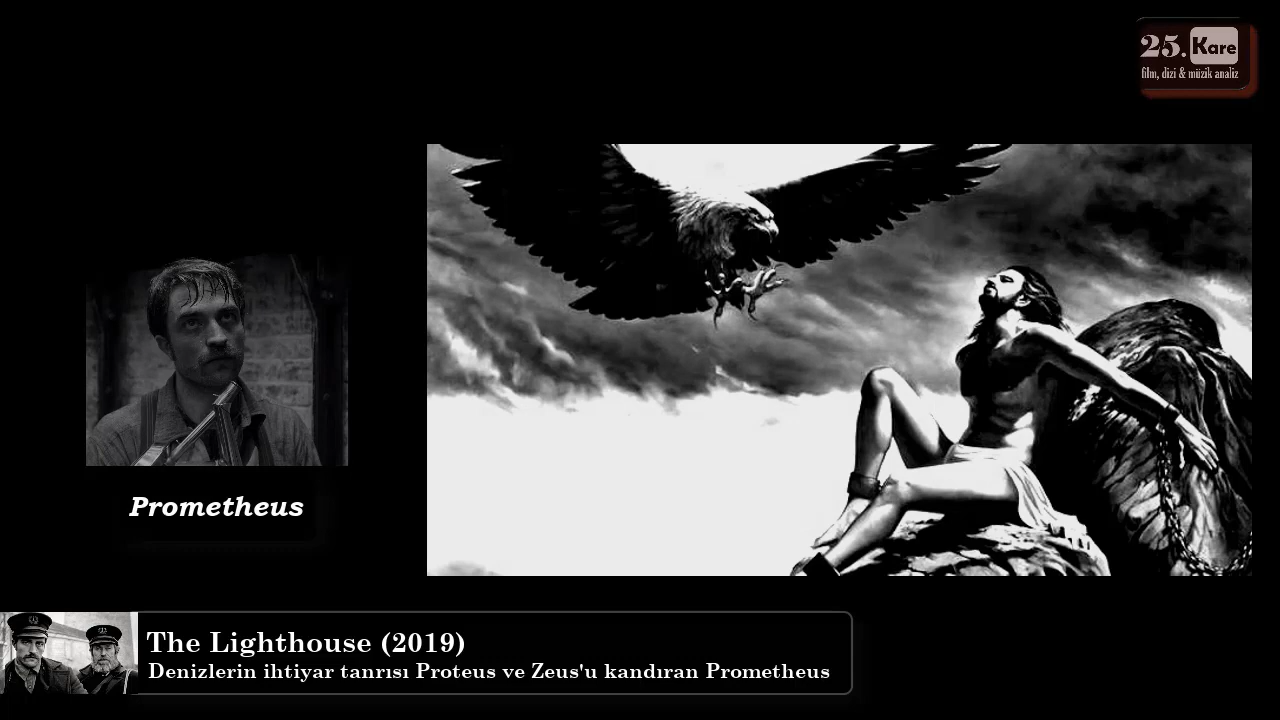 25. Kare
film, dizi & müzik analiz
Prometheus
The Lighthouse (2019)
Denizlerin ihtiyar tanrısı Proteus ve Zeus'u kandıran Prometheus